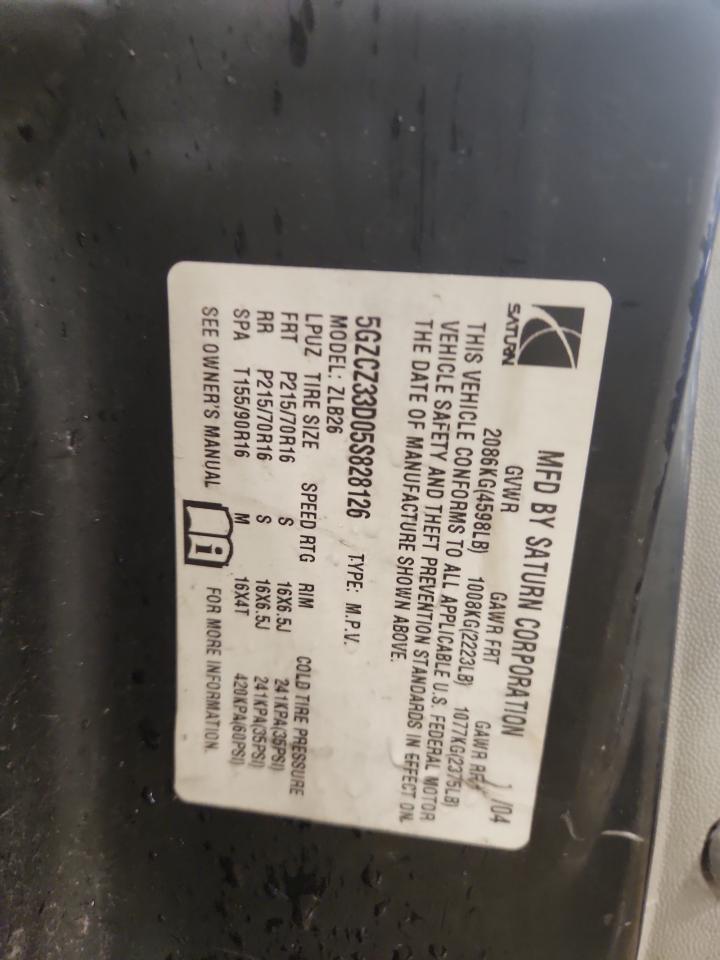 SATURN
MFD BY SATURN CORPORATION /04
GVWR GAWR FRT GAWR RR
2086KG(4598LB) 1008KG(2223LB) 1077KG(2375LB)
THIS VEHICLE CONFORMS TO ALL APPLICABLE U.S. FEDERAL MOTOR
VEHICLE SAFETY AND THEFT PREVENTION STANDARDS IN EFFECT ON
THE DATE OF MANUFACTURE SHOWN ABOVE.
5GZCZ33D05S828126 TYPE: M.P.V.
MODEL: ZLB26
LPUZ TIRE SIZE SPEED RTG RIM COLD TIRE PRESSURE
FRT P215/70R16 S 16X6.5J 241KPA(35PSI)
RR P215/70R16 S 16X6.5J 241KPA(35PSI)
SPA T155/90R16 M 16X4T 420KPA(60PSI)
SEE OWNER'S MANUAL FOR MORE INFORMATION.